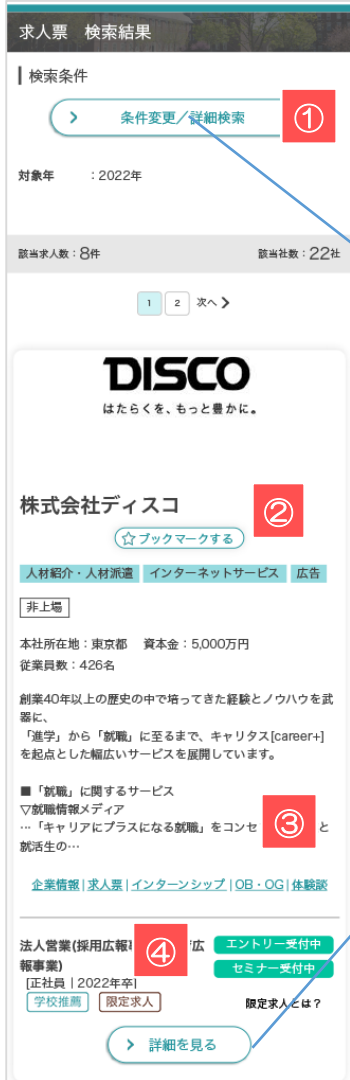 求人票 検索結果
検索条件
条件変更／詳細検索
①
対象年 ：2022年
該当求人数：8件 該当社数：22社
1 2 次へ
DISCO
はたらくを、もっと豊かに。
株式会社ディスコ
②
ブックマークする
人材紹介・人材派遣 インターネットサービス 広告
非上場
本社所在地：東京都 資本金：5,000万円
従業員数：426名
創業40年以上の歴史の中で培ってきた経験とノウハウを武
器に、
「進学」から「就職」に至るまで、キャリタス[career+]
を起点とした幅広いサービスを展開しています。
■「就職」に関するサービス
▽就職情報メディア
…「キャリアにプラスになる就職」をコンセ と
③
就活生の…
企業情報 | 求人票 | インターンシップ | OB・OG | 体験談
法人営業(採用広報 広 エントリー受付中
④
報事業) セミナー受付中
[正社員 | 2022年卒]
学校推薦 限定求人 限定求人とは？
詳細を見る